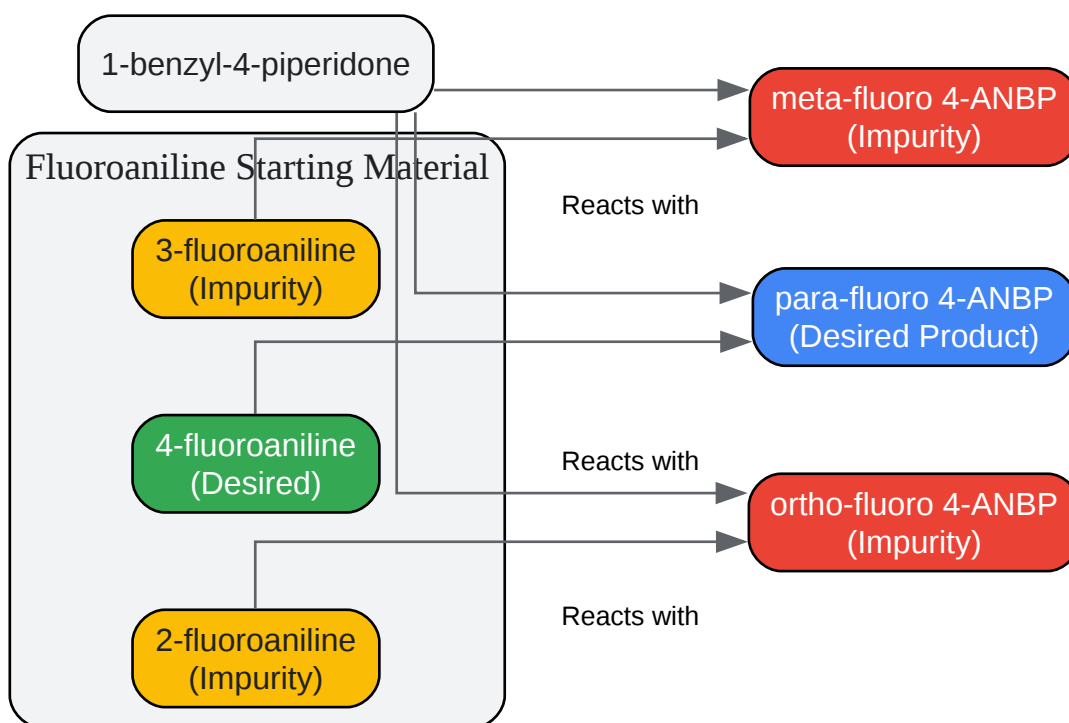 1-benzyl-4-piperidone
meta-fluoro 4-ANBP
(Impurity)
Fluoroaniline Starting Material
Reacts with
3-fluoroaniline
(Impurity)
para-fluoro 4-ANBP
(Desired Product)
4-fluoroaniline
(Desired)
Reacts with
ortho-fluoro 4-ANBP
(Impurity)
Reacts with
2-fluoroaniline
(Impurity)